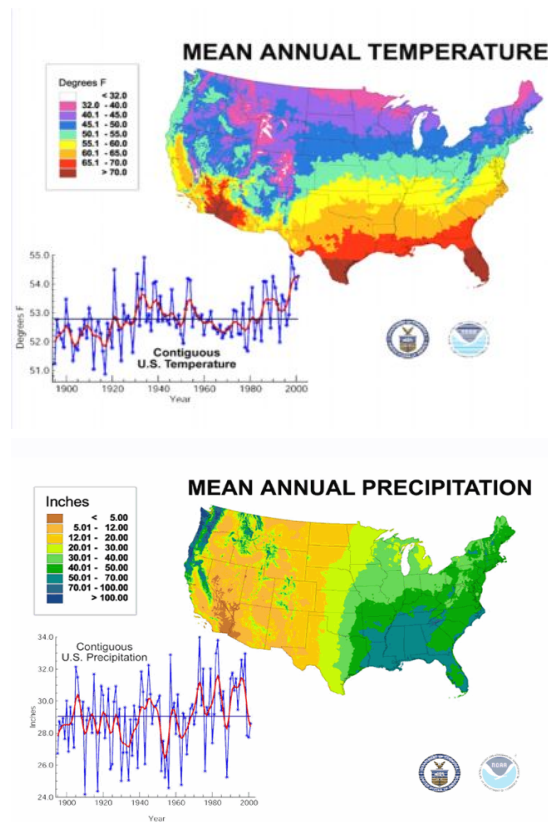 MEAN ANNUAL TEMPERATURE
Degrees F
< 32.0
32.0 - 40.0
40.1 - 45.0
45.1 - 50.0
50.1 - 55.0
55.1 - 60.0
60.1 - 65.0
65.1 - 70.0
> 70.0
55.0
54.0
53.0
52.0
51.0
Degrees F
Contiguous
U.S. Temperature
1900 1920 1940 1960 1980 2000
Year
MEAN ANNUAL PRECIPITATION
Inches
< 5.00
5.01 - 12.00
12.01 - 20.00
20.01 - 30.00
30.01 - 40.00
40.01 - 50.00
50.01 - 70.00
70.01 - 100.00
> 100.00
34.0
32.0
30.0
28.0
26.0
24.0
Inches
Contiguous
U.S. Precipitation
1900 1920 1940 1960 1980 2000
Year